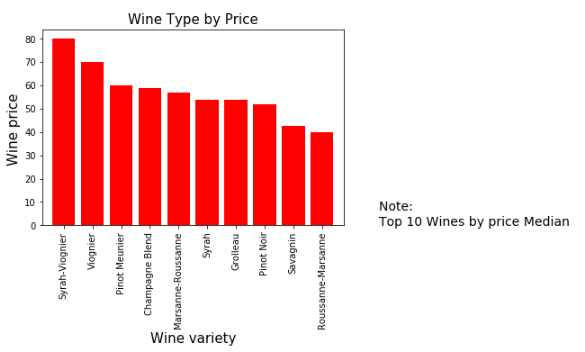 Wine Type by Price
Wine price
80
70
60
50
40
30
20
10
0
Syrah-Viognier
Viognier
Pinot Meunier
Champagne Blend
Marsanne-Roussanne
Syrah
Grolleau
Pinot Noir
Savagnin
Roussanne-Marsanne
Wine variety
Note:
Top 10 Wines by price Median